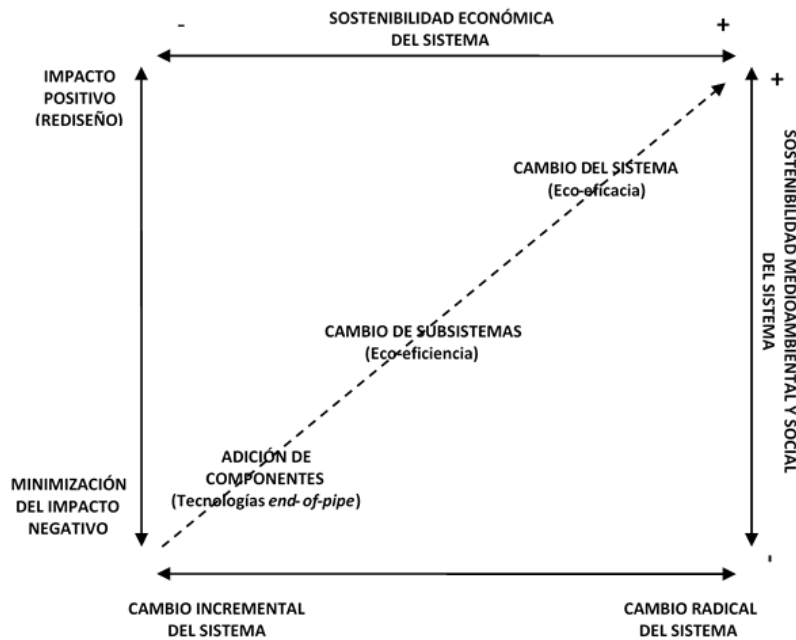 SOSTENIBILIDAD ECONÓMICA
DEL SISTEMA
-
+
IMPACTO
POSITIVO
(REDISEÑO)
+
SOSTENIBILIDAD MEDIOAMBIENTAL Y SOCIAL
DEL SISTEMA
CAMBIO DEL SISTEMA
(Eco-eficacia)
CAMBIO DE SUBSISTEMAS
(Eco-eficiencia)
ADICIÓN DE
COMPONENTES
(Tecnologías end-of-pipe)
MINIMIZACIÓN
DEL IMPACTO
NEGATIVO
-
CAMBIO INCREMENTAL
DEL SISTEMA
CAMBIO RADICAL
DEL SISTEMA